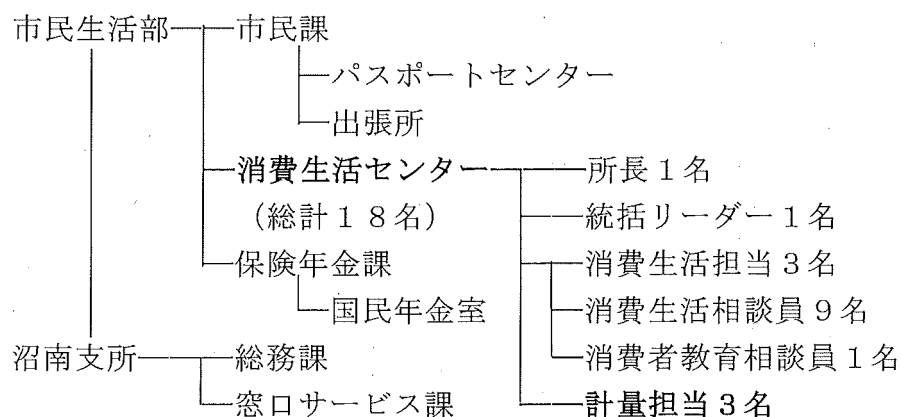 市民生活部 市民課
パスポートセンター
出張所
消費生活センター 所長１名
（総計１８名） 統括リーダー１名
保険年金課 消費生活担当３名
国民年金室 消費生活相談員９名
沼南支所 総務課 消費者教育相談員１名
窓口サービス課 計量担当３名